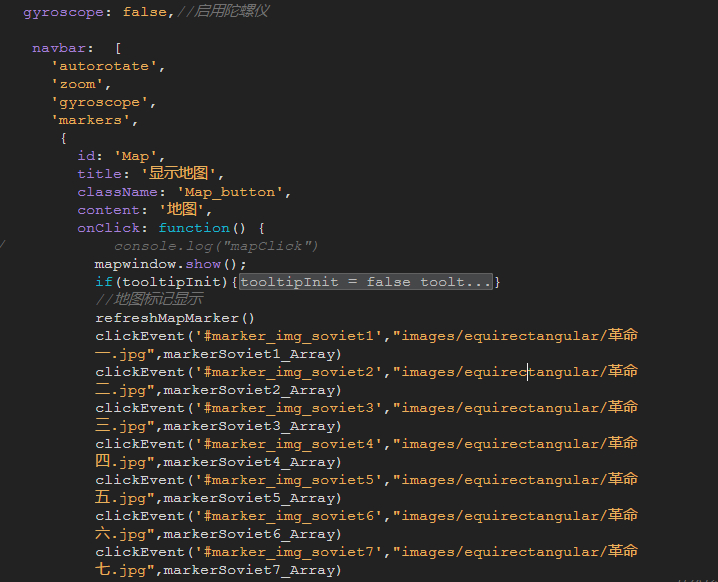 gyroscope: false,//启用陀螺仪
navbar:  [
'autorotate',
'zoom',
'gyroscope',
'markers',
{
id: 'Map',
title: '显示地图',
className: 'Map_button',
content: '地图',
onClick: function() {
/ console.log("mapClick")
mapwindow.show();
if(tooltipInit){tooltipInit = false toolt...}
//地图标记显示
refreshMapMarker()
clickEvent('#marker_img_soviet1',"images/equirectangular/革命
一.jpg",markerSoviet1_Array)
clickEvent('#marker_img_soviet2',"images/equirectangular/革命
二.jpg",markerSoviet2_Array)
clickEvent('#marker_img_soviet3',"images/equirectangular/革命
三.jpg",markerSoviet3_Array)
clickEvent('#marker_img_soviet4',"images/equirectangular/革命
四.jpg",markerSoviet4_Array)
clickEvent('#marker_img_soviet5',"images/equirectangular/革命
五.jpg",markerSoviet5_Array)
clickEvent('#marker_img_soviet6',"images/equirectangular/革命
六.jpg",markerSoviet6_Array)
clickEvent('#marker_img_soviet7',"images/equirectangular/革命
七.jpg",markerSoviet7_Array)